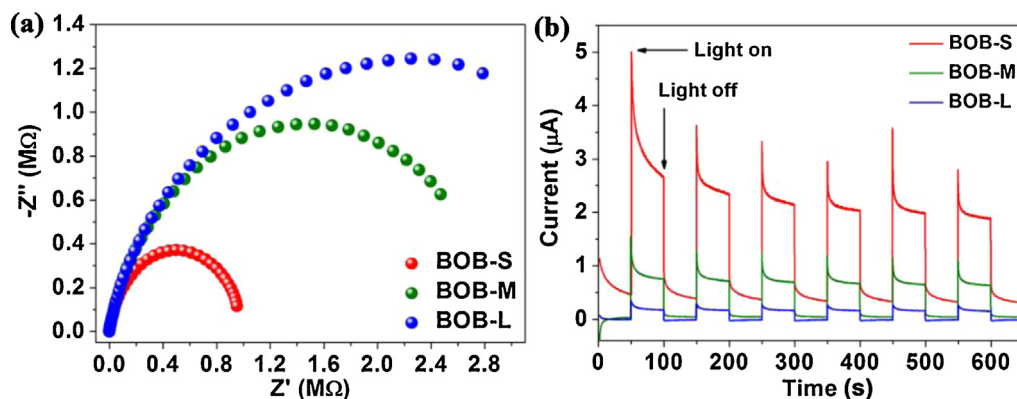 (a)
1.4
1.2
1.0
0.8
0.6
0.4
0.2
0.0
-Z'' (MΩ)
BOB-S
BOB-M
BOB-L
0.0 0.4 0.8 1.2 1.6 2.0 2.4 2.8
Z' (MΩ)
(b)
5
4
3
2
1
0
Current (μA)
Light on
Light off
BOB-S
BOB-M
BOB-L
0 100 200 300 400 500 600
Time (s)